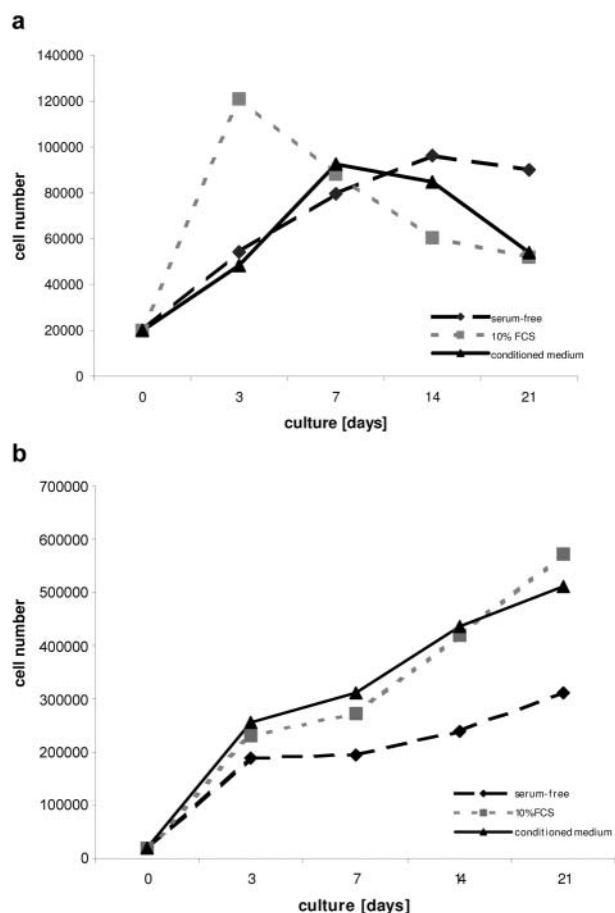 a
140000
120000
100000
80000
60000
40000
20000
0
cell number
0 3 7 14 21
culture [days]
serum-free
10% FCS
conditioned medium
b
700000
600000
500000
400000
300000
200000
100000
0
cell number
0 3 7 14 21
culture [days]
serum-free
10%FCS
conditioned medium